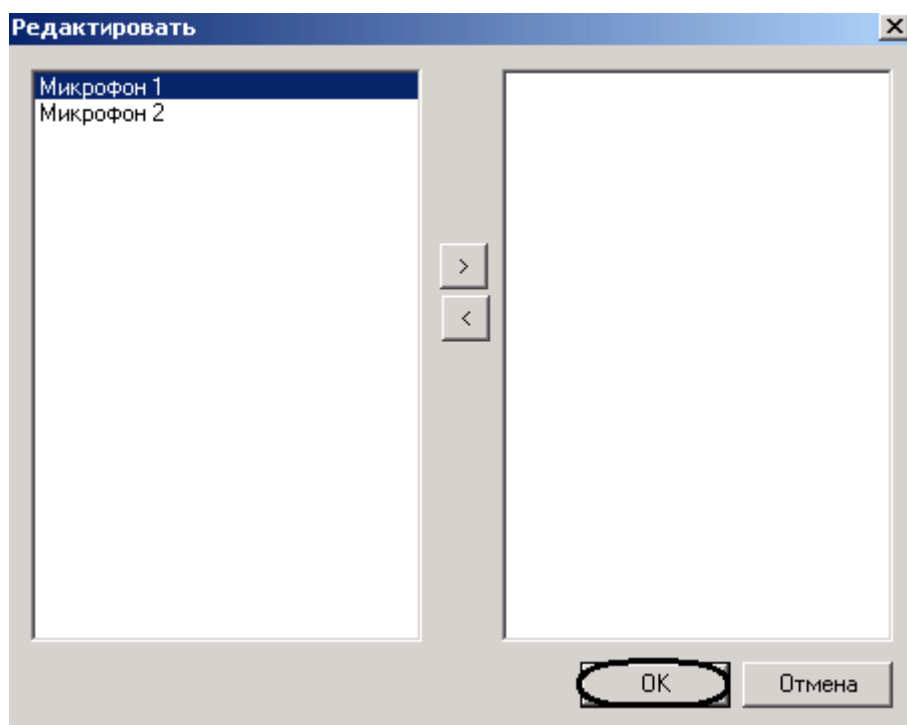 Редактировать
Микрофон 1
Микрофон 2
>
<
OK
Отмена